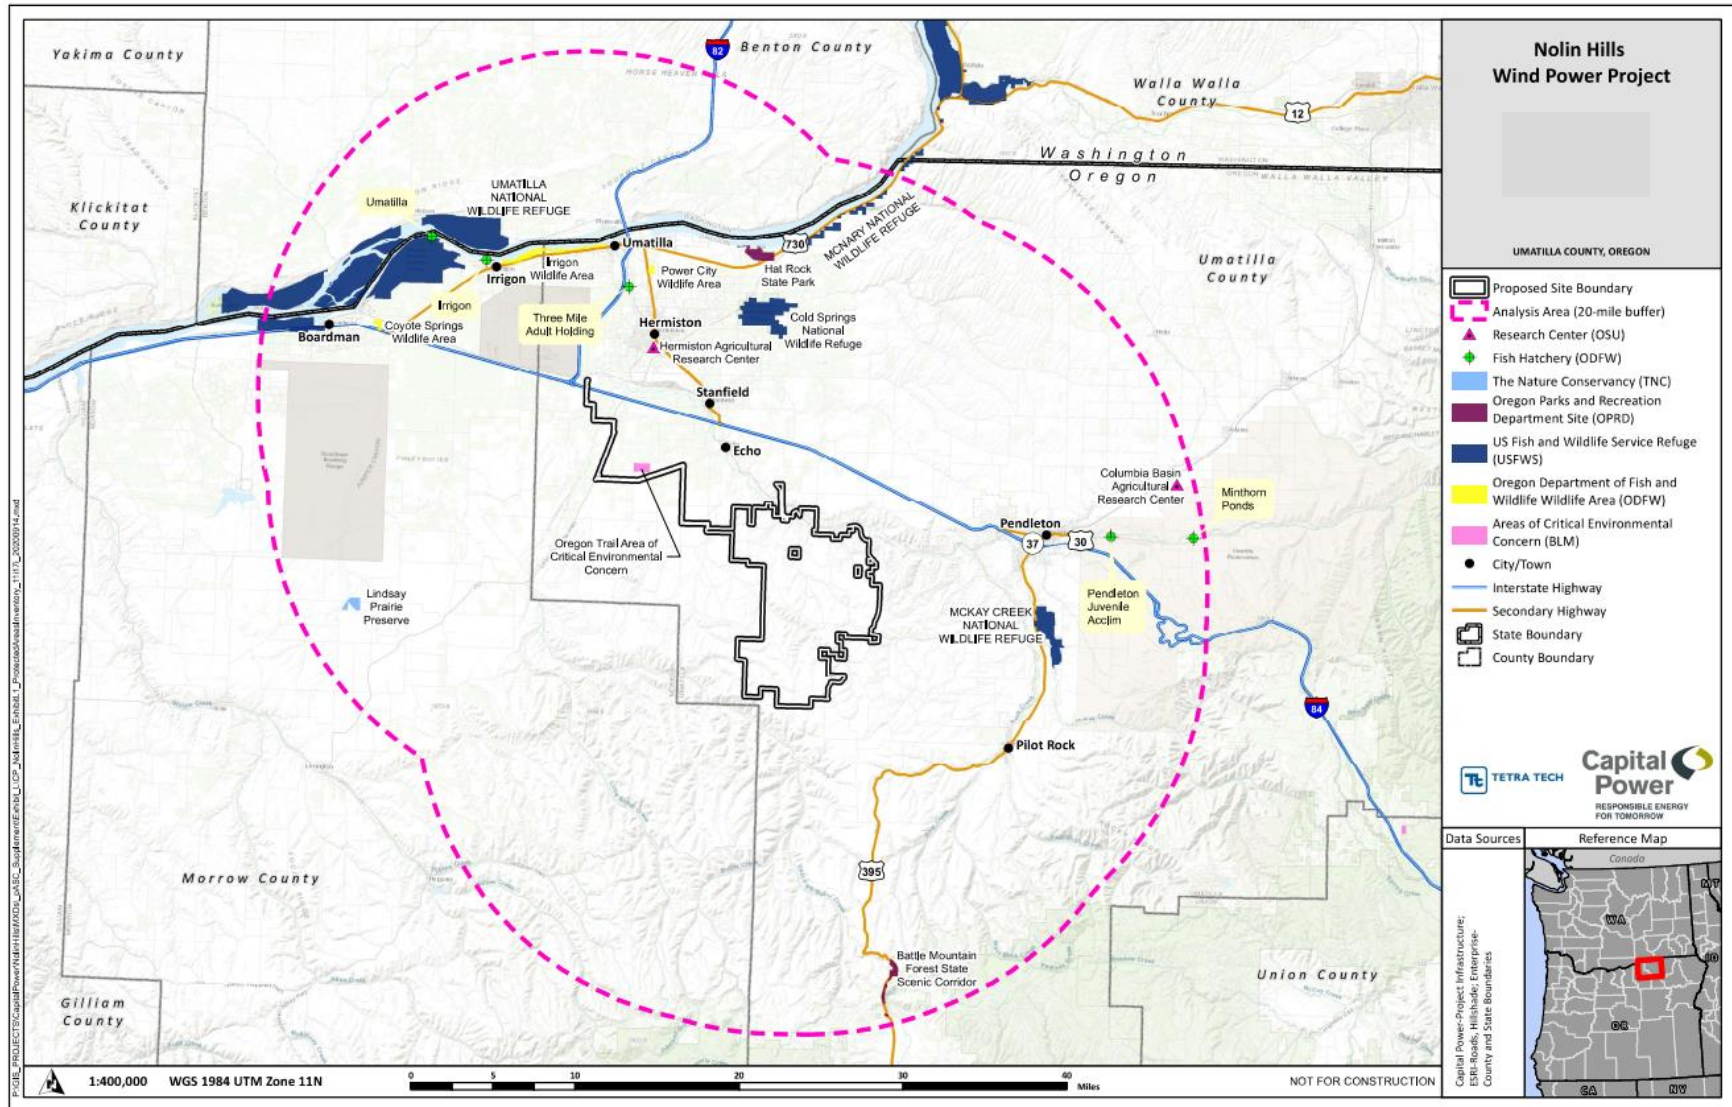 Yakima County
Benton County
82
HORSE HEAVEN HILLS
Walla Walla
County
12
Washington
Oregon
Klickitat
County
Umatilla
UMATILLA
NATIONAL
WILDLIFE REFUGE
MCNARY NATIONAL
WILDLIFE REFUGE
730
Umatilla
County
Umatilla
Irrigon
Wildlife Area
Irrigon
Irrigon
Power City
Wildlife Area
Hat Rock
State Park
Three Mile
Adult Holding
Hermiston
Cold Springs
National
Wildlife Refuge
Coyote Springs
Wildlife Area
Boardman
Hermiston Agricultural
Research Center
Stanfield
Echo
Columbia Basin
Agricultural
Research Center
Minthorn
Ponds
Pendleton
37
30
Oregon Trail Area of
Critical Environmental
Concern
Lindsay
Prairie
Preserve
Pendleton
Juvenile
Acclim
MCKAY CREEK
NATIONAL
WILDLIFE REFUGE
84
Pilot Rock
395
Morrow County
Battle Mountain
Forest State
Scenic Corridor
Union County
Gilliam
County
1:400,000
WGS 1984 UTM Zone 11N
0 5 10 20 30 40
Miles
NOT FOR CONSTRUCTION
Nolin Hills
Wind Power Project
UMATILLA COUNTY, OREGON
Proposed Site Boundary
Analysis Area (20-mile buffer)
Research Center (OSU)
Fish Hatchery (ODFW)
The Nature Conservancy (TNC)
Oregon Parks and Recreation
Department Site (OPRD)
US Fish and Wildlife Service Refuge
(USFWS)
Oregon Department of Fish and
Wildlife Wildlife Area (ODFW)
Areas of Critical Environmental
Concern (BLM)
City/Town
Interstate Highway
Secondary Highway
State Boundary
County Boundary
Tt TETRA TECH
Capital
Power
RESPONSIBLE ENERGY
FOR TOMORROW
Data Sources
Capital Power-Project Infrastructure;
ESRI-Roads, Hillshade; Enterprise-
County and State Boundaries
Reference Map
Canada
WA
MT
ID
OR
CA
NV